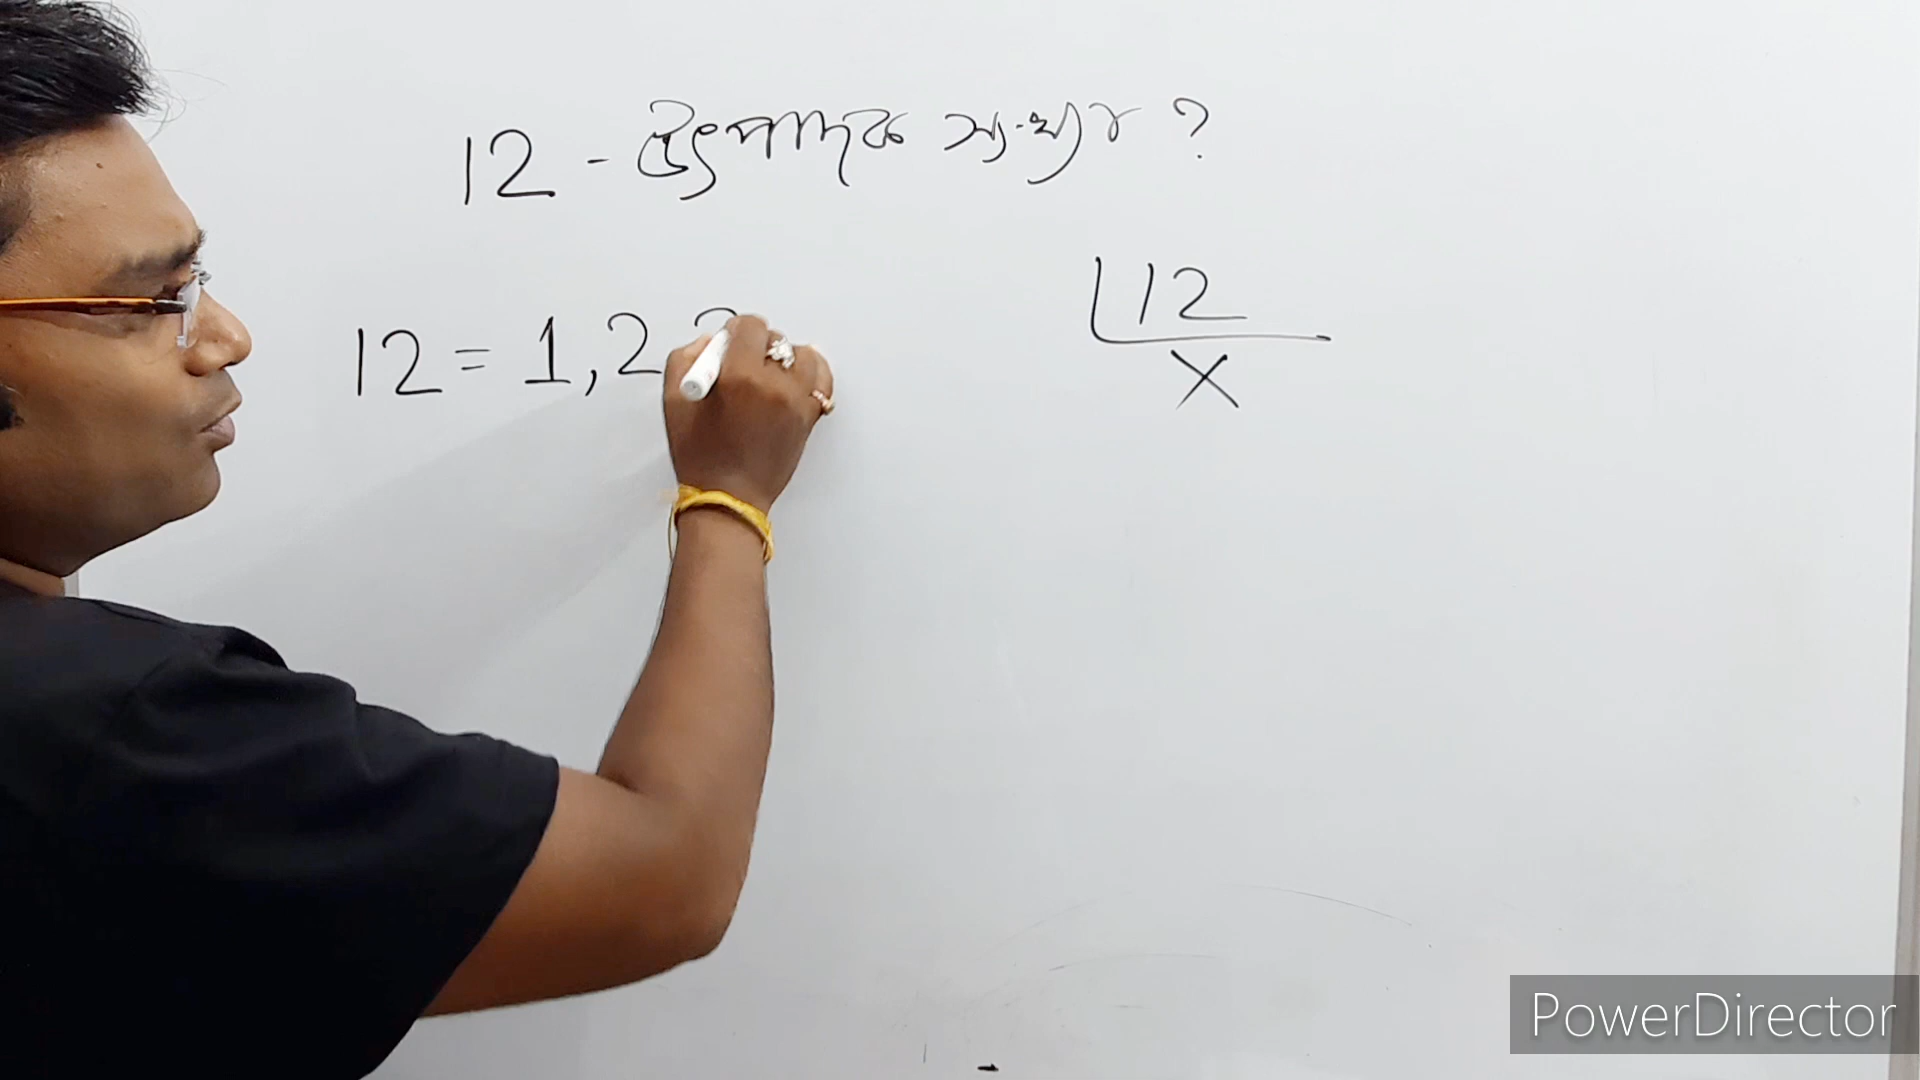 12 - উৎপাদক সংখ্যার ?
12 = 1, 2
12
X
PowerDirector